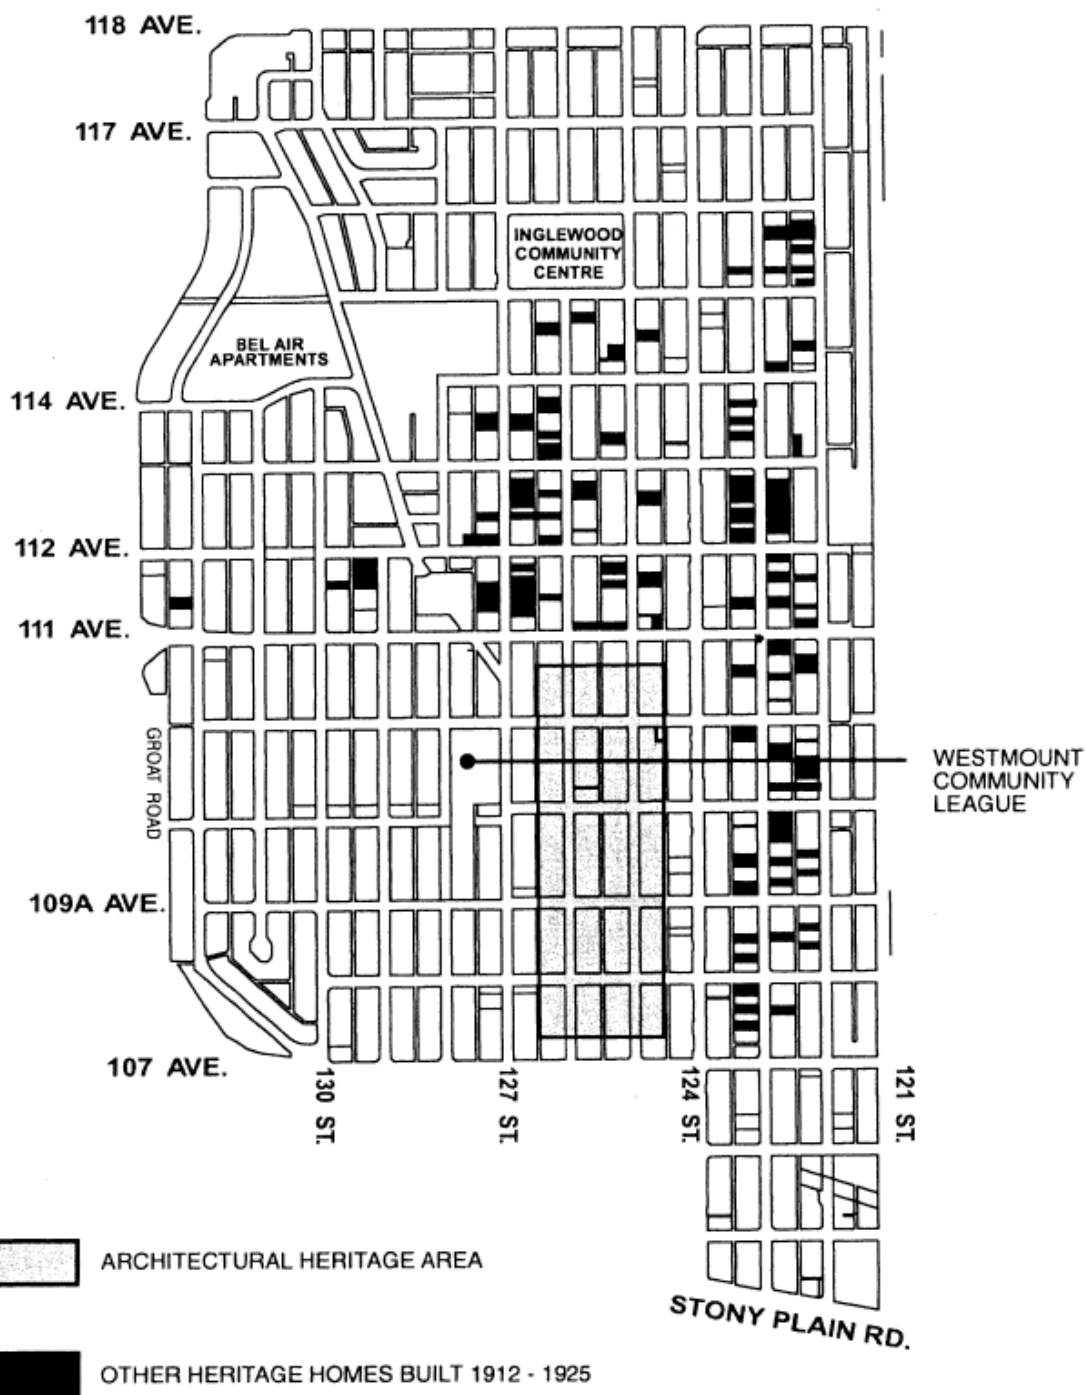 118 AVE.
117 AVE.
INGLEWOOD
COMMUNITY
CENTRE
BEL AIR
APARTMENTS
114 AVE.
112 AVE.
111 AVE.
GROAT ROAD
WESTMOUNT
COMMUNITY
LEAGUE
109A AVE.
107 AVE.
130 ST.
127 ST.
124 ST.
121 ST.
STONY PLAIN RD.
ARCHITECTURAL HERITAGE AREA
OTHER HERITAGE HOMES BUILT 1912 - 1925